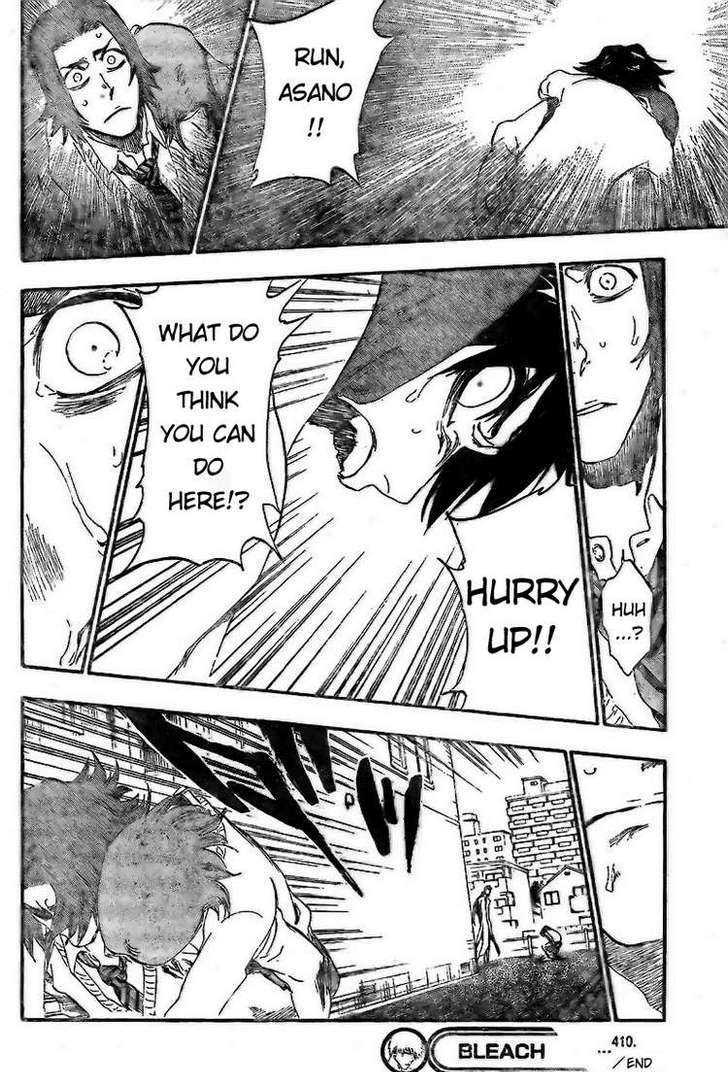 RUN,
ASANO
!!
HUH
...?
HURRY
UP!!
WHAT DO
YOU
THINK
YOU CAN
DO
HERE!?
BLEACH
...410.
/END